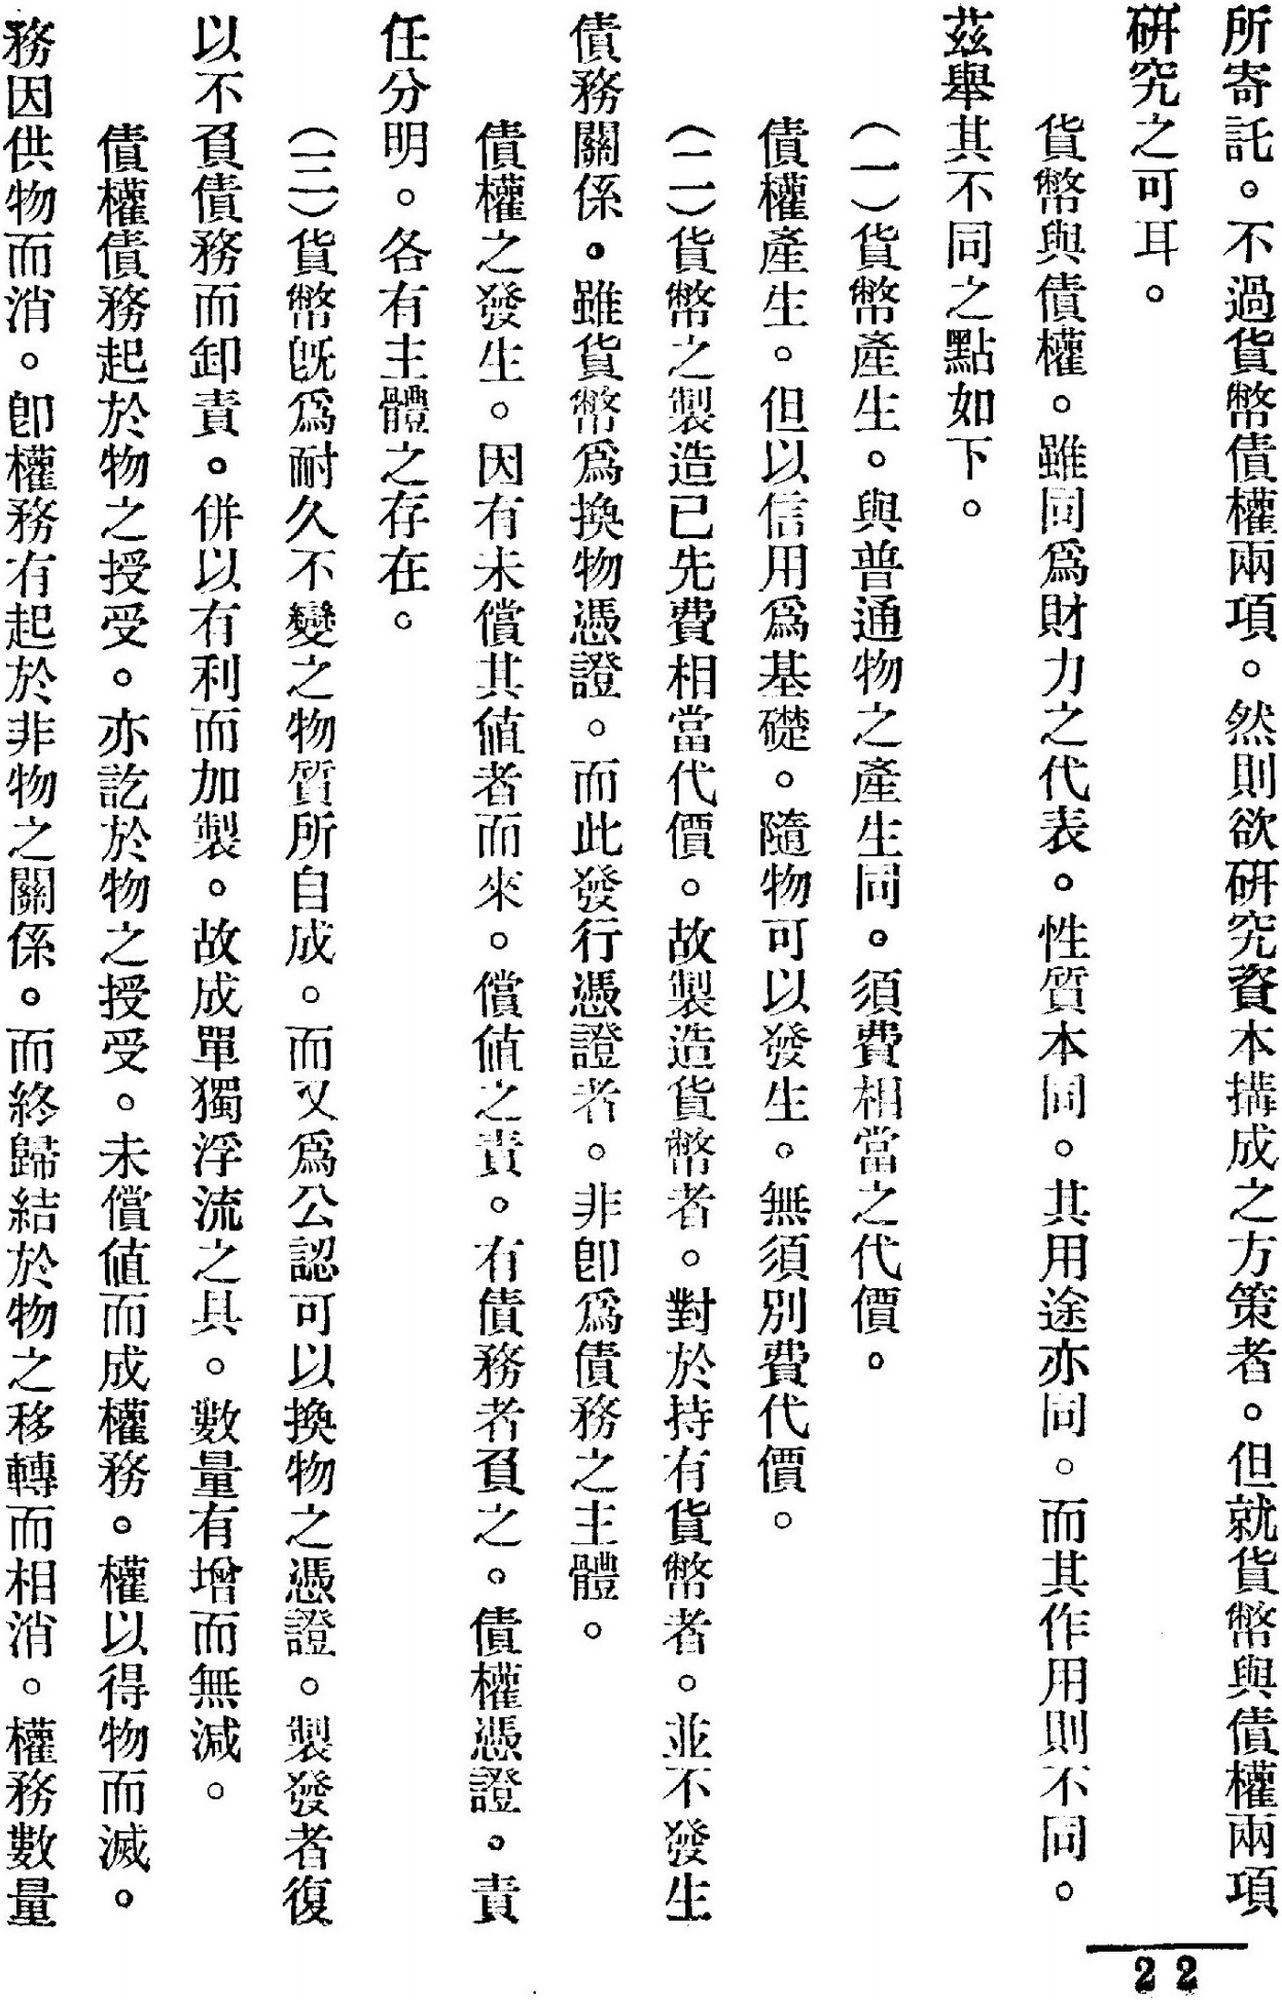 所寄託。不過貨幣債權兩項。然則欲研究資本搆成之方策者。但就貨幣與債權兩項
研究之可耳。
貨幣與債權。雖同爲財力之代表。性質本同。其用途亦同。而其作用則不同。
茲舉其不同之點如下。
(一)貨幣產生。與普通物之產生同。須費相當之代價。
債權產生。但以信用爲基礎。隨物可以發生。無須別費代價。
(二)貨幣之製造已先費相當代價。故製造貨幣者。對於持有貨幣者。並不發生
債務關係。雖貨幣爲換物憑證。而此發行憑證者。非卽爲債務之主體。
債權之發生。因有未償其値者而來。償値之責。有債務者負之。債權憑證。責
任分明。各有主體之存在。
(三)貨幣旣爲耐久不變之物質所自成。而又爲公認可以換物之憑證。製發者復
以不負債務而卸責。併以有利而加製。故成單獨浮流之具。數量有增而無減。
債權債務起於物之授受。亦訖於物之授受。未償値而成權務。權以得物而滅。
務因供物而消。卽權務有起於非物之關係。而終歸結於物之移轉而相消。權務數量
22